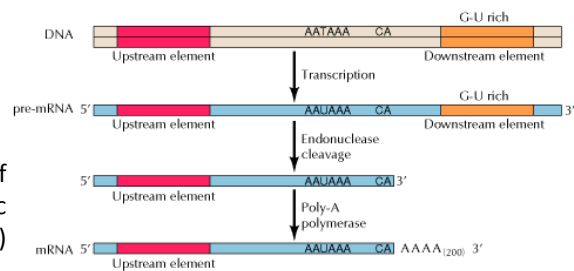 G-U rich
DNA AATAAA CA
Upstream element Downstream element
Transcription
G-U rich
pre-mRNA 5′ AAUAAA CA 3′
Upstream element Downstream element
Endonuclease
cleavage
f
5′ AAUAAA CA 3′
c
Upstream element
Poly-A
polymerase
)
mRNA 5′ AAUAAA CA AAAA(200) 3′
Upstream element